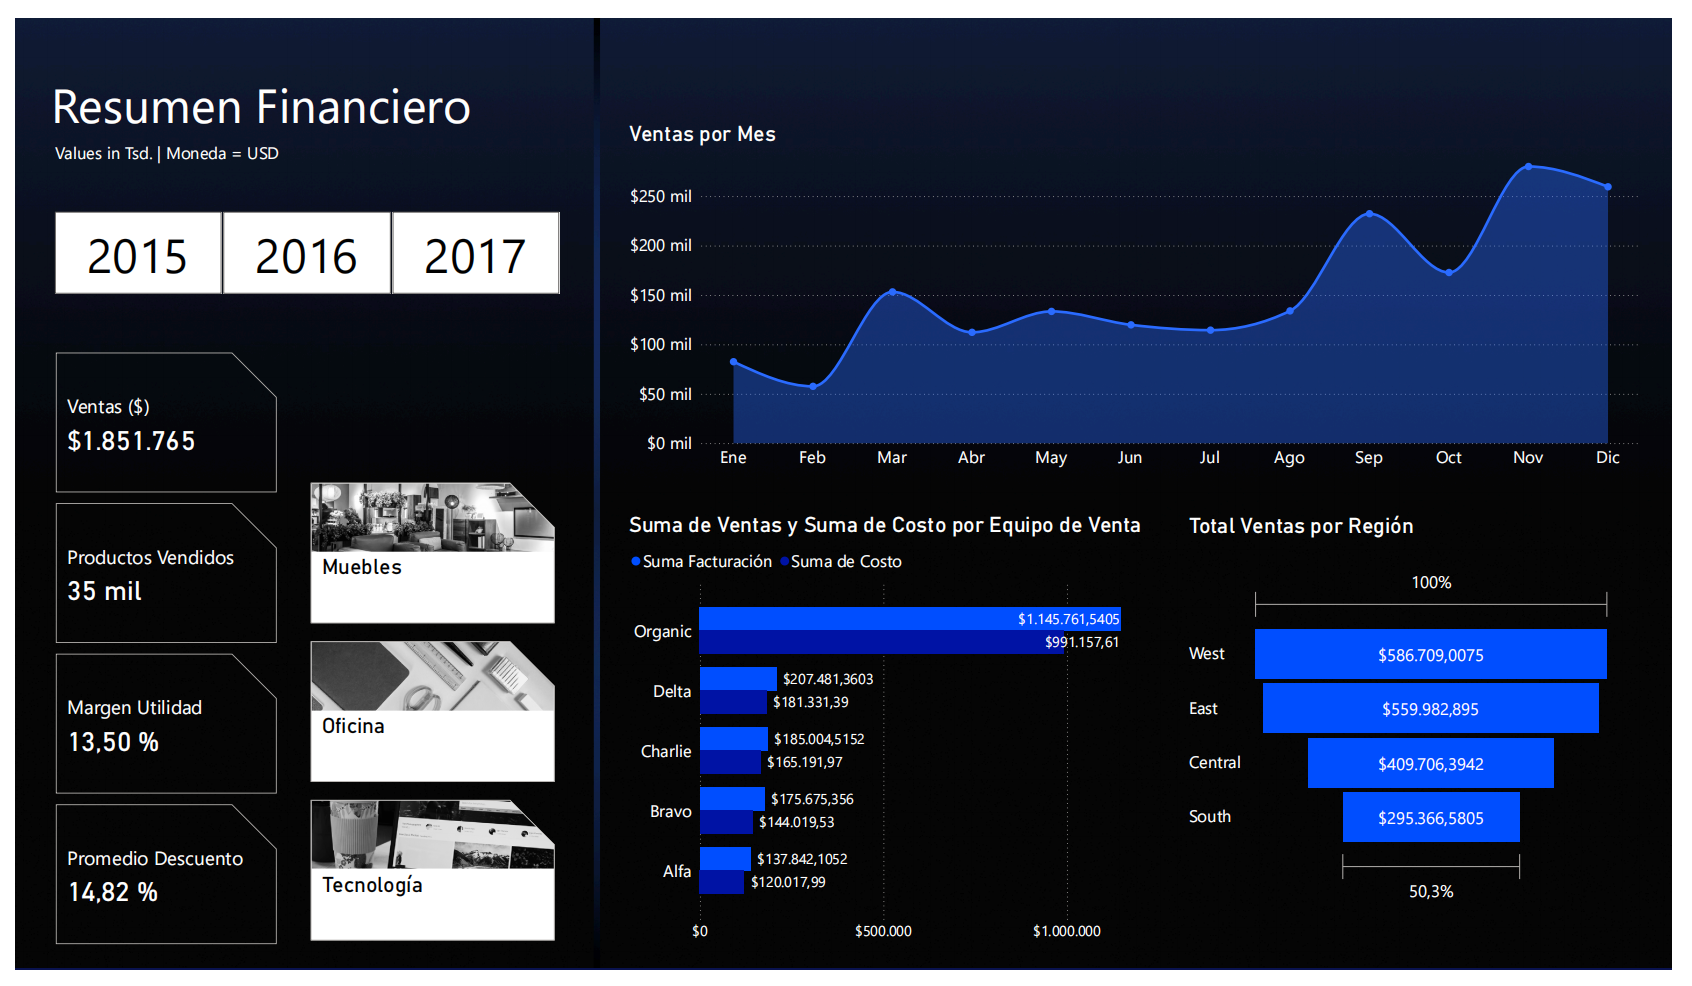 Resumen Financiero
Values in Tsd. | Moneda = USD
2015 2016 2017
Ventas ($)
$1.851.765
Productos Vendidos
35 mil
Margen Utilidad
13,50 %
Promedio Descuento
14,82 %
Muebles
Oficina
Tecnología
Ventas por Mes
$250 mil
$200 mil
$150 mil
$100 mil
$50 mil
$0 mil
Ene Feb Mar Abr May Jun Jul Ago Sep Oct Nov Dic
Suma de Ventas y Suma de Costo por Equipo de Venta
Suma Facturación Suma de Costo
Organic
$1.145.761,5405
$991.157,61
Delta
$207.481,3603
$181.331,39
Charlie
$185.004,5152
$165.191,97
Bravo
$175.675,356
$144.019,53
Alfa
$137.842,1052
$120.017,99
$0 $500.000 $1.000.000
Total Ventas por Región
100%
West $586.709,0075
East $559.982,895
Central $409.706,3942
South $295.366,5805
50,3%